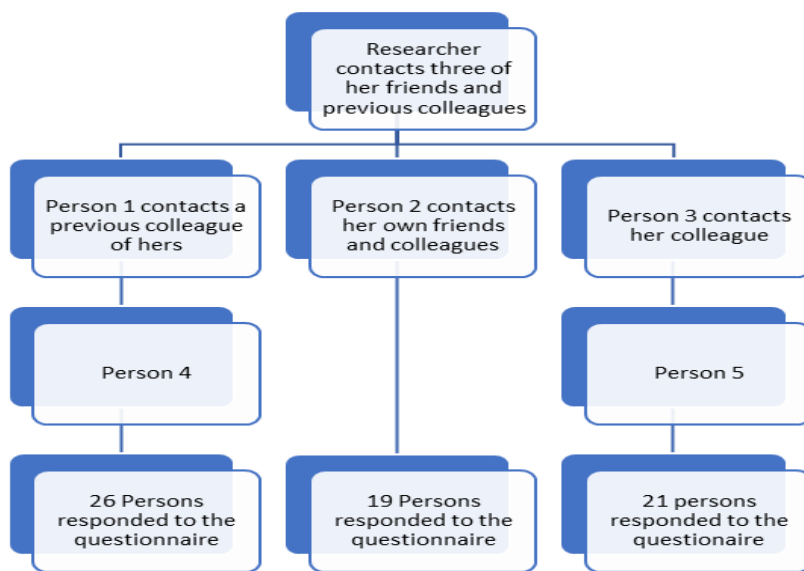 Researcher
contacts three of
her friends and
previous colleagues
Person 1 contacts a
previous colleague
of hers
Person 2 contacts
her own friends
and colleagues
Person 3 contacts
her colleague
Person 4
Person 5
26 Persons
responded to the
questionnaire
19 Persons
responded to the
questionnaire
21 persons
responded to the
questionaire